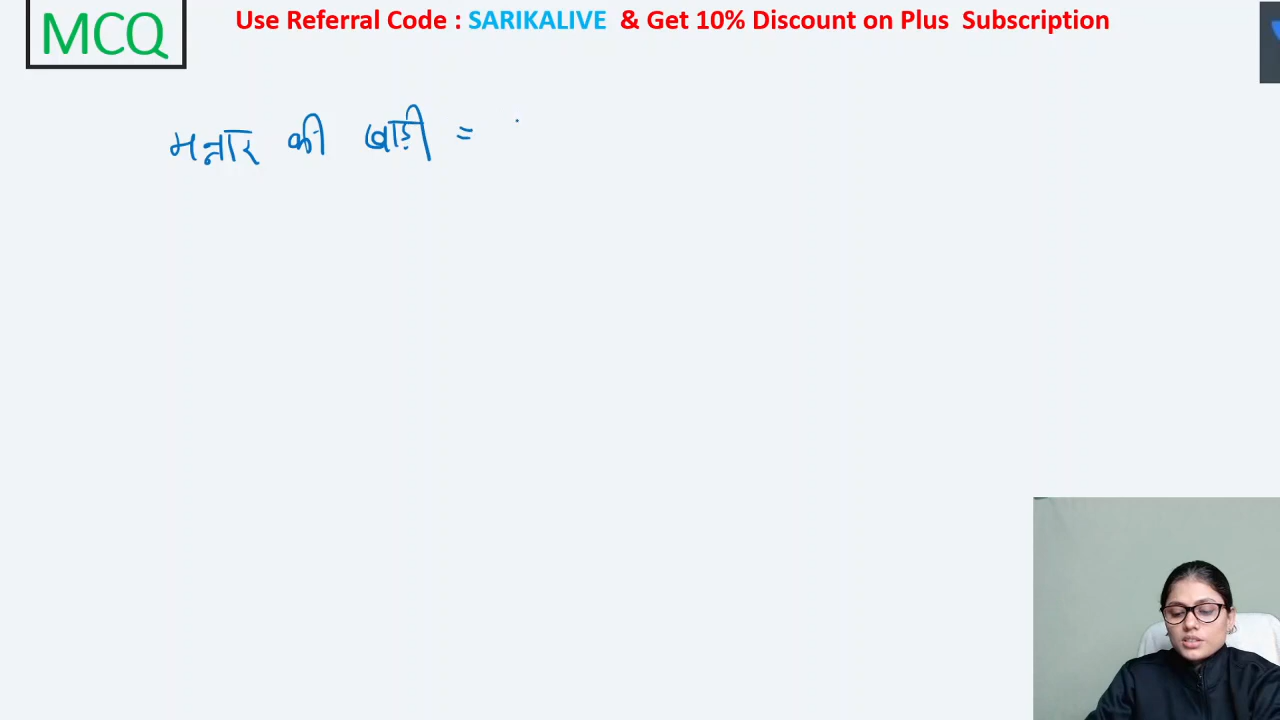 MCQ
Use Referral Code : SARIKALIVE & Get 10% Discount on Plus Subscription
मन्नार की खाड़ी =